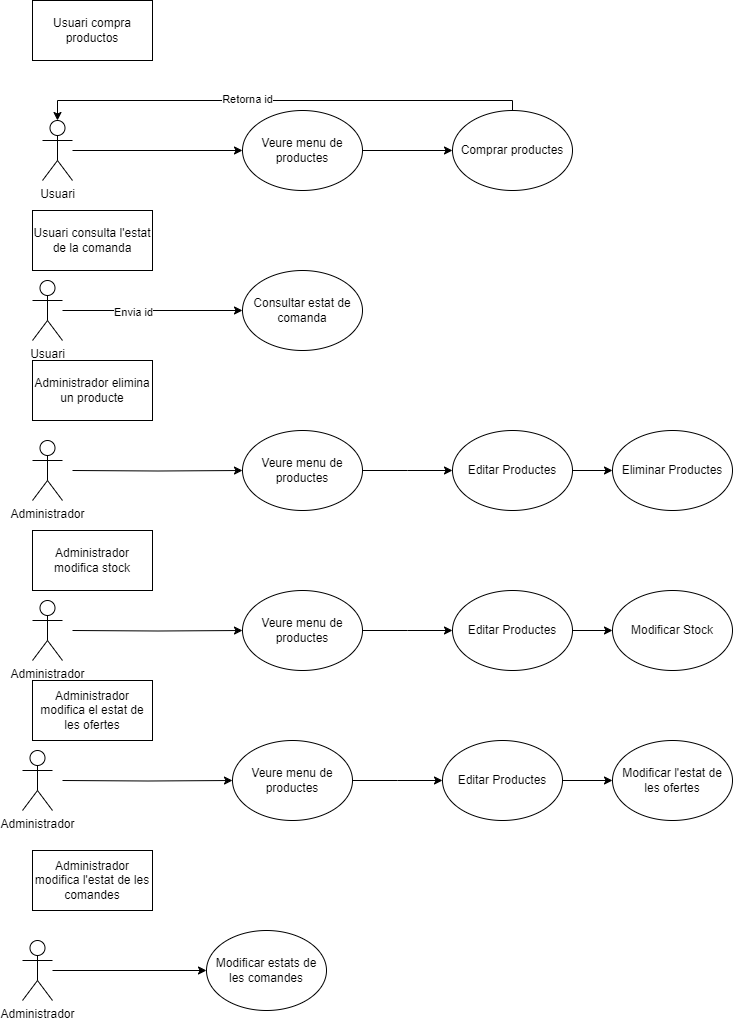 Usuari compra
productos
Retorna id
Veure menu de
productes
Comprar productes
Usuari
Usuari consulta l'estat
de la comanda
Envia id
Consultar estat de
comanda
Usuari
Administrador elimina
un producte
Veure menu de
productes
Editar Productes
Eliminar Productes
Administrador
Administrador
modifica stock
Veure menu de
productes
Editar Productes
Modificar Stock
Administrador
Administrador
modifica el estat de
les ofertes
Veure menu de
productes
Editar Productes
Modificar l'estat de
les ofertes
Administrador
Administrador
modifica l'estat de les
comandes
Modificar estats de
les comandes
Administrador